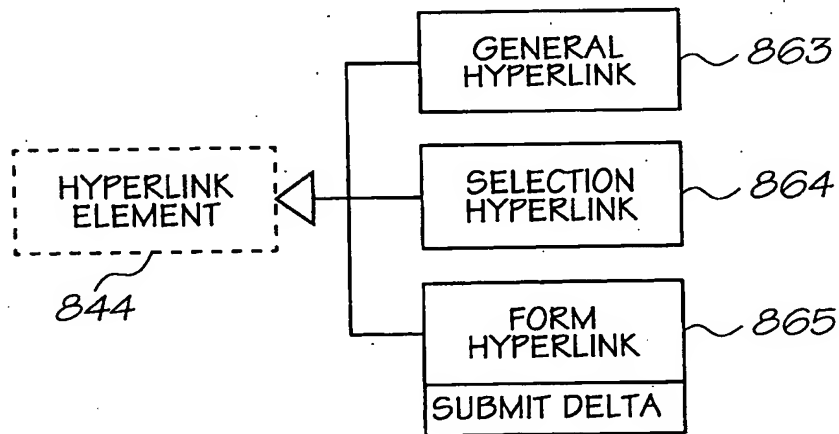 GENERAL
HYPERLINK
863
HYPERLINK
ELEMENT
844
SELECTION
HYPERLINK
864
FORM
HYPERLINK
865
SUBMIT DELTA